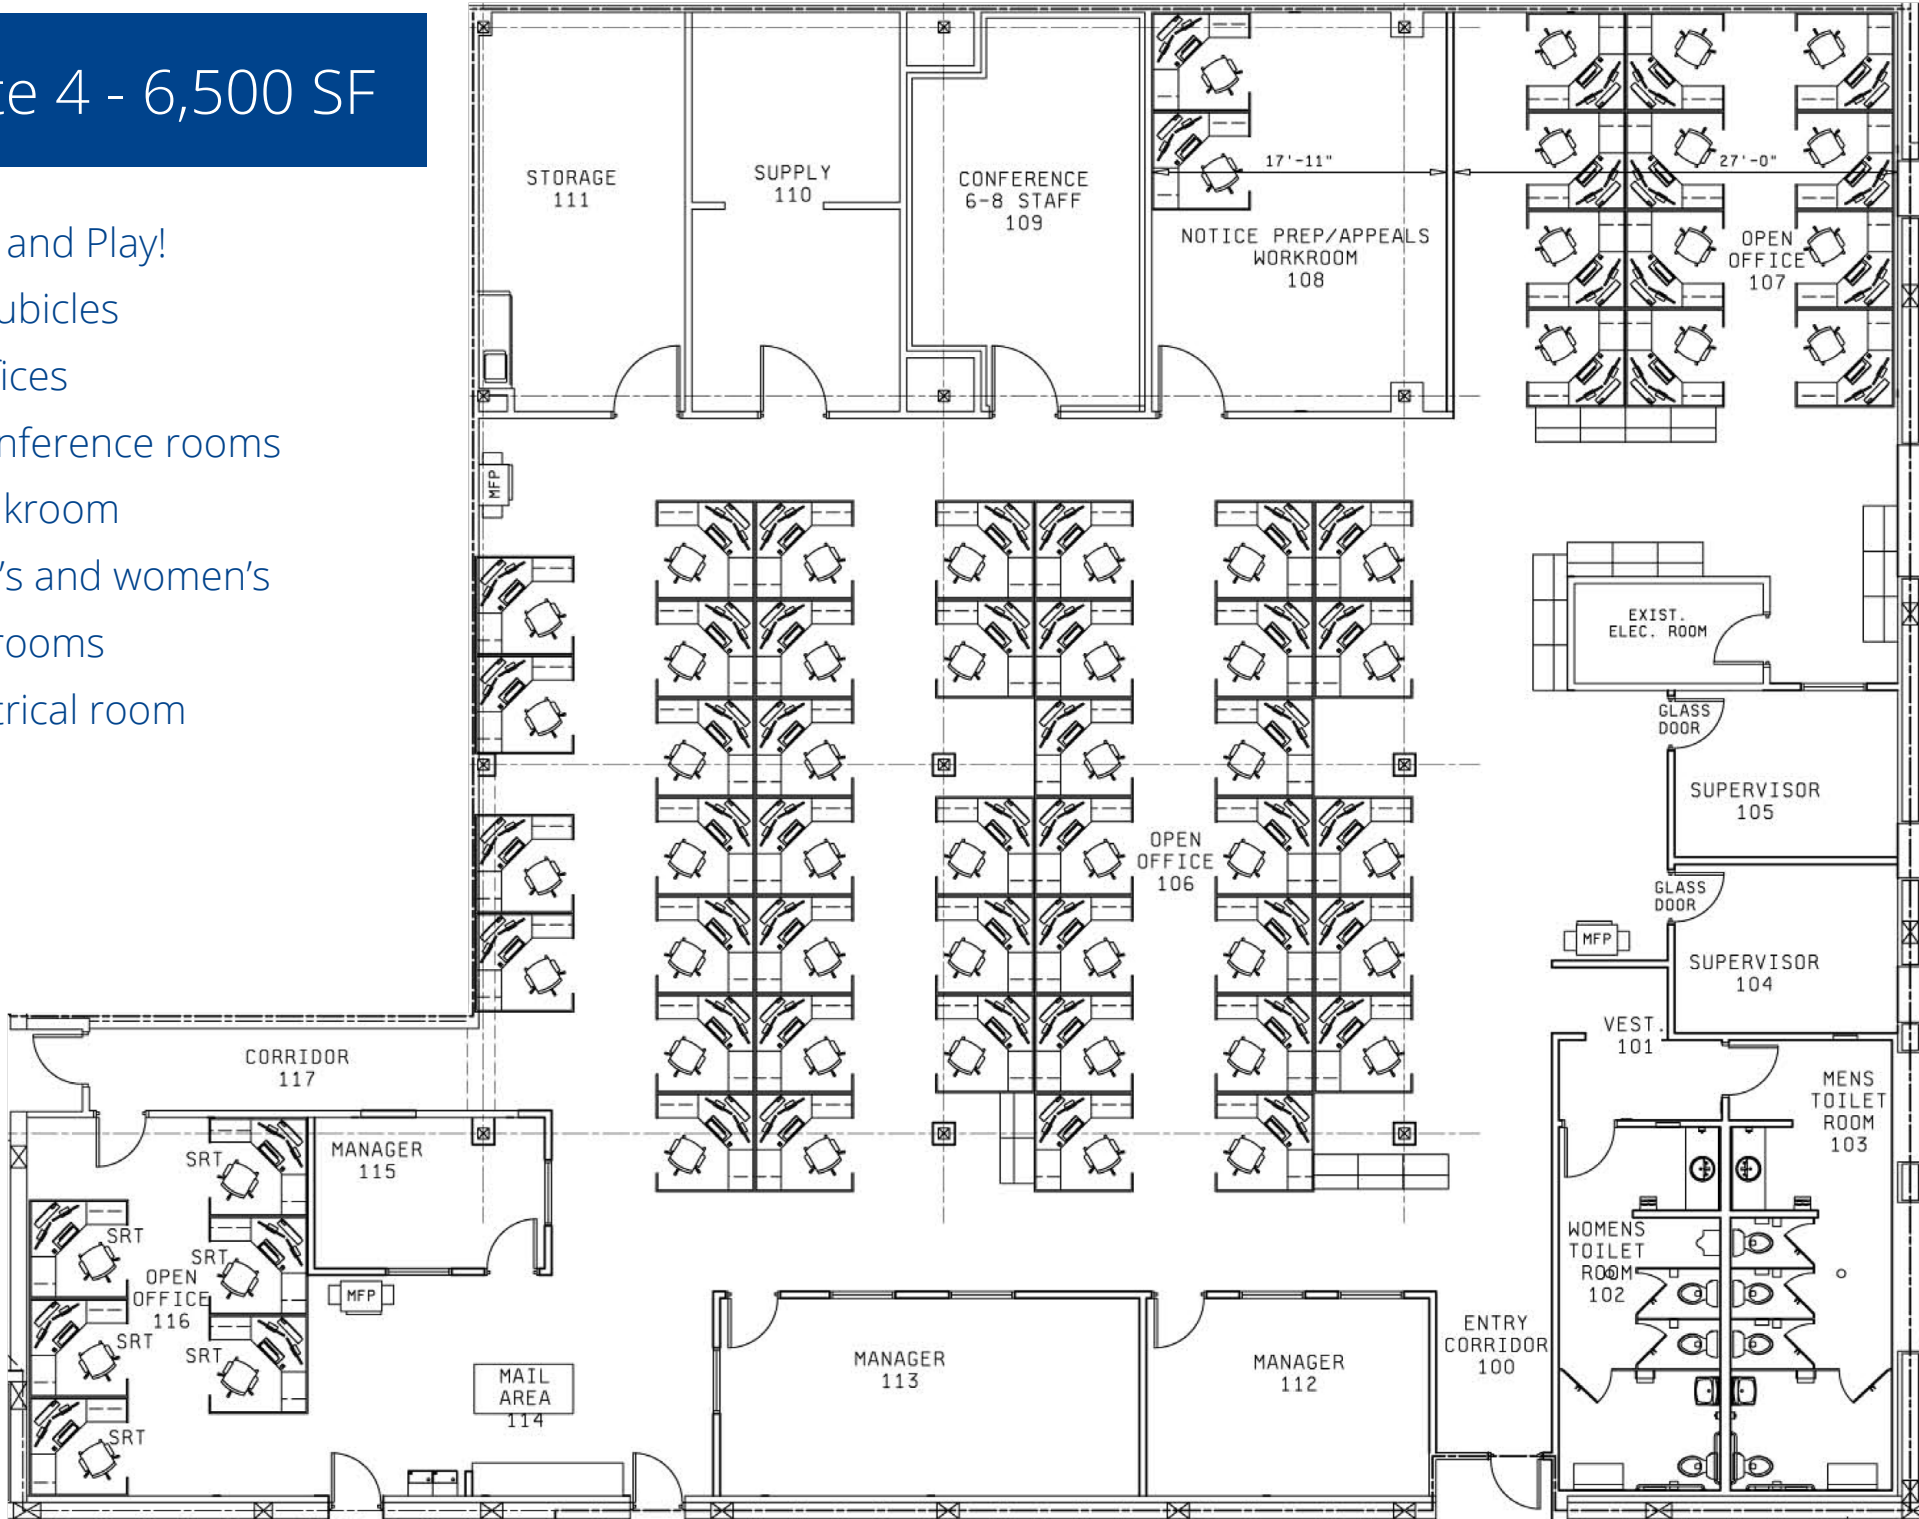 te 4 - 6,500 SF
and Play!
ubicles
ices
nference rooms
kroom
's and women's
rooms
trical room
STORAGE
111
SUPPLY
110
CONFERENCE
6-8 STAFF
109
17'-11"
NOTICE PREP/APPEALS
WORKROOM
108
27'-0"
OPEN
OFFICE
107
MFP
EXIST.
ELEC. ROOM
GLASS
DOOR
SUPERVISOR
105
OPEN
OFFICE
106
GLASS
DOOR
MFP
SUPERVISOR
104
VEST.
101
CORRIDOR
117
MENS
TOILET
ROOM
103
MANAGER
115
SRT
SRT
SRT
SRT
SRT
SRT
OPEN
OFFICE
116
MFP
WOMENS
TOILET
ROOM
102
MAIL
AREA
114
MANAGER
113
MANAGER
112
ENTRY
CORRIDOR
100